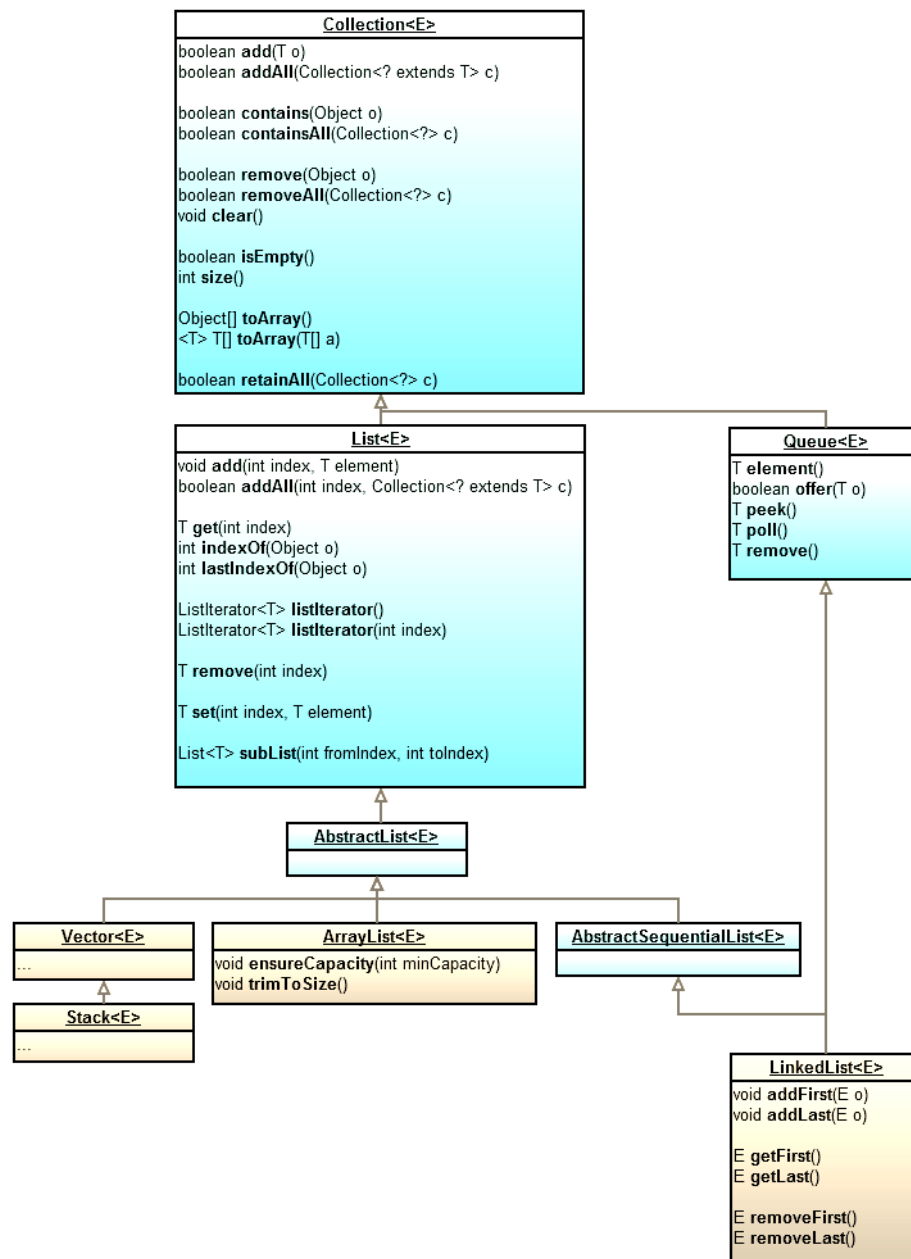 Collection<E>
boolean add(T o)
boolean addAll(Collection<? extends T> c)
boolean contains(Object o)
boolean containsAll(Collection<?> c)
boolean remove(Object o)
boolean removeAll(Collection<?> c)
void clear()
boolean isEmpty()
int size()
Object[] toArray()
<T> T[] toArray(T[] a)
boolean retainAll(Collection<?> c)
List<E>
void add(int index, T element)
boolean addAll(int index, Collection<? extends T> c)
T get(int index)
int indexOf(Object o)
int lastIndexOf(Object o)
ListIterator<T> listIterator()
ListIterator<T> listIterator(int index)
T remove(int index)
T set(int index, T element)
List<T> subList(int fromIndex, int toIndex)
Queue<E>
T element()
boolean offer(T o)
T peek()
T poll()
T remove()
AbstractList<E>
Vector<E>
...
Stack<E>
...
ArrayList<E>
void ensureCapacity(int minCapacity)
void trimToSize()
AbstractSequentialList<E>
LinkedList<E>
void addFirst(E o)
void addLast(E o)
E getFirst()
E getLast()
E removeFirst()
E removeLast()